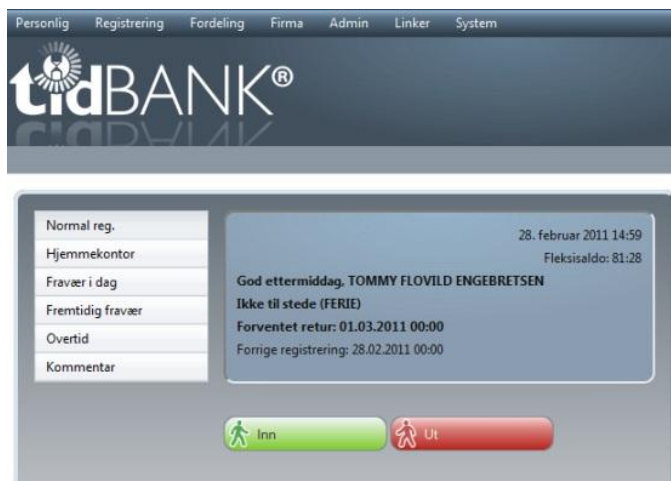 Personlig Registrering Fordeling Firma Admin Linker System
tidBANK®
Normal reg.
Hjemmekontor
Fravær i dag
Fremtidig fravær
Overtid
Kommentar
28. februar 2011 14:59
Fleksisaldo: 81:28
God ettermiddag, TOMMY FLOVILD ENGEBRETSEN
Ikke til stede (FERIE)
Forventet retur: 01.03.2011 00:00
Forrige registrering: 28.02.2011 00:00
Inn
Ut